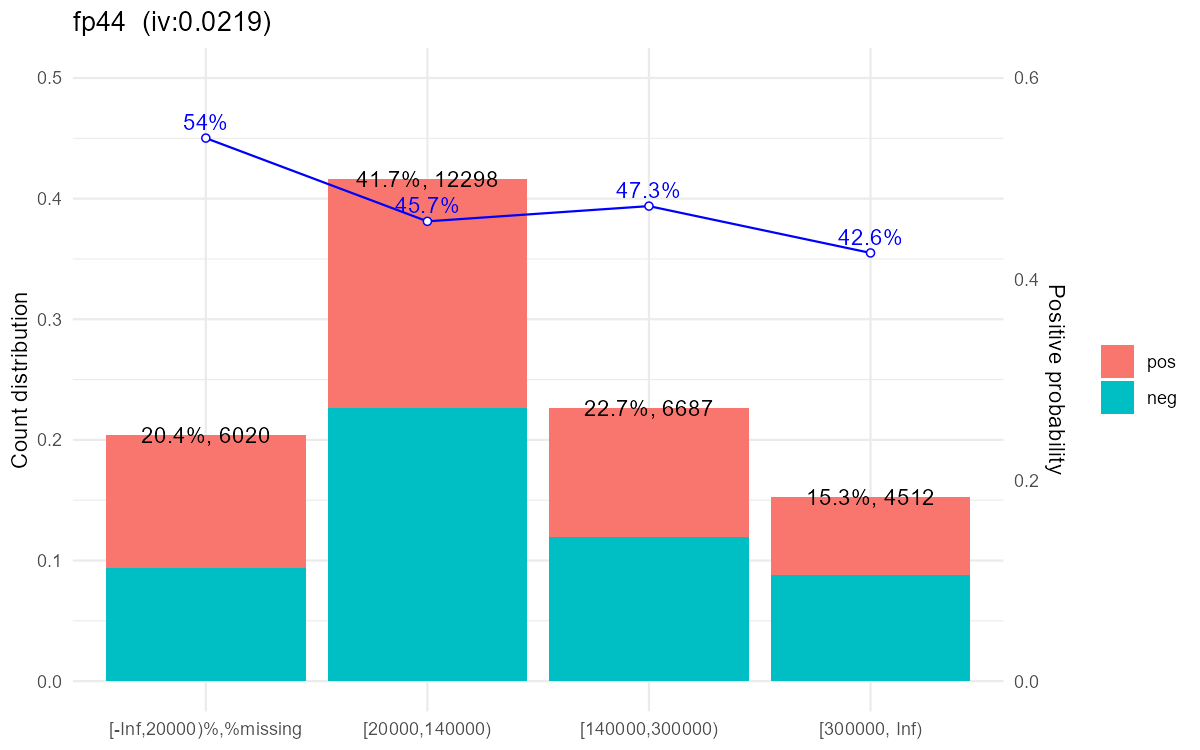 fp44  (iv:0.0219)
0.5
0.4
0.3
0.2
0.1
0.0
Count distribution
54%
45.7%
47.3%
42.6%
20.4%, 6020
41.7%, 12298
22.7%, 6687
15.3%, 4512
0.6
0.4
0.2
0.0
Positive probability
pos
neg
[-Inf,20000)%,%missing
[20000,140000)
[140000,300000)
[300000, Inf)